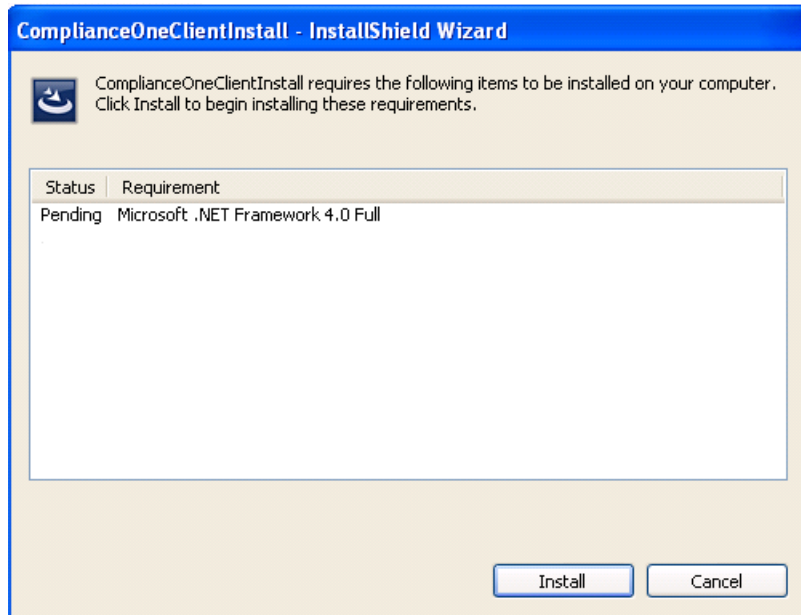 ComplianceOneClientInstall - InstallShield Wizard
ComplianceOneClientInstall requires the following items to be installed on your computer.
Click Install to begin installing these requirements.
Status Requirement
Pending Microsoft .NET Framework 4.0 Full
Install Cancel